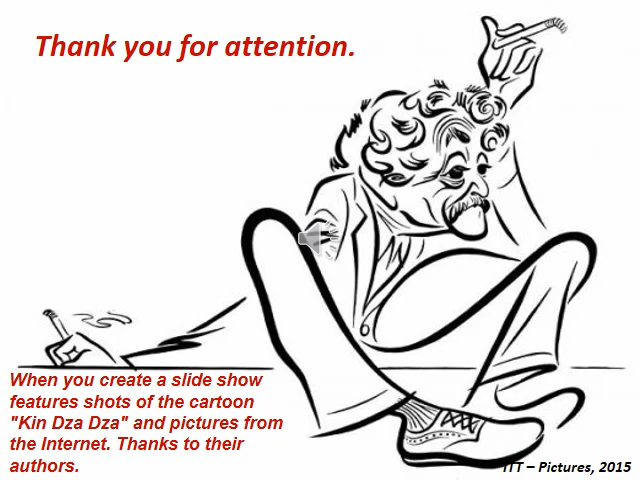 Thank you for attention.
When you create a slide show
features shots of the cartoon
"Kin Dza Dza" and pictures from
the Internet. Thanks to their
authors.
ITT – Pictures, 2015